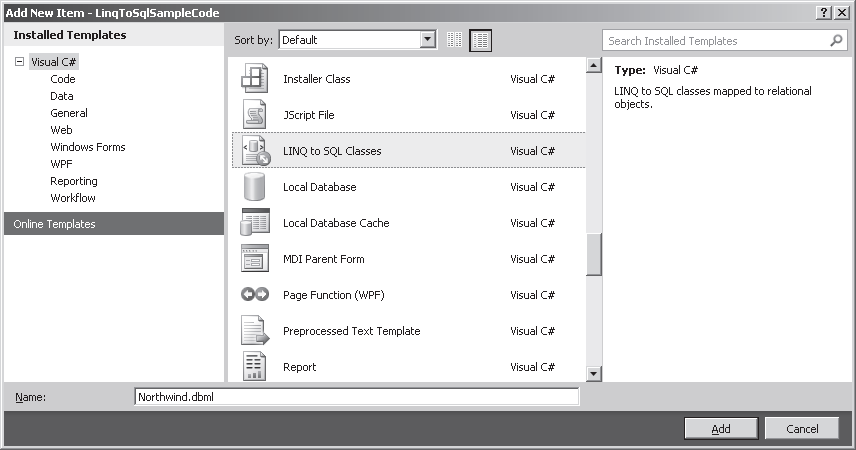 Add New Item - LinqToSqlSampleCode
Installed Templates
Visual C#
Code
Data
General
Web
Windows Forms
WPF
Reporting
Workflow
Online Templates
Sort by: Default
Installer Class Visual C#
JScript File Visual C#
LINQ to SQL Classes Visual C#
Local Database Visual C#
Local Database Cache Visual C#
MDI Parent Form Visual C#
Page Function (WPF) Visual C#
Preprocessed Text Template Visual C#
Report Visual C#
Search Installed Templates
Type: Visual C#
LINQ to SQL classes mapped to relational
objects.
Name: Northwind.dbml
Add Cancel